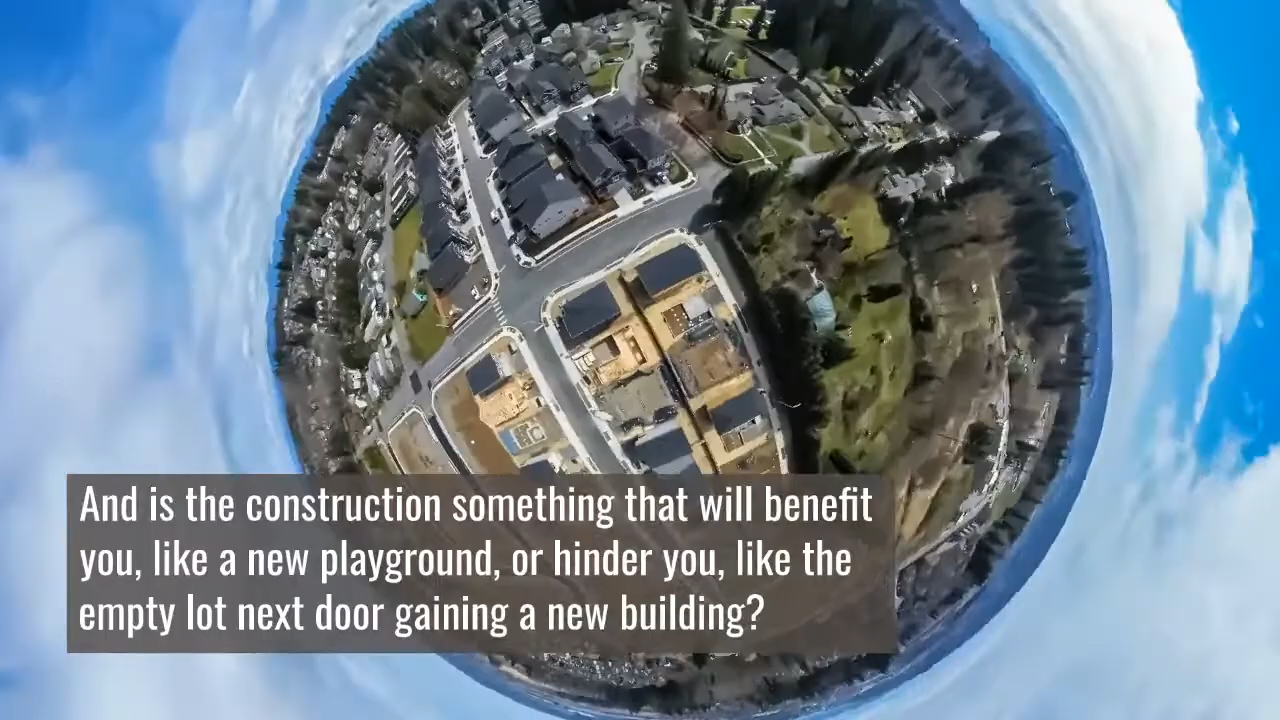 And is the construction something that will benefit
you, like a new playground, or hinder you, like the
empty lot next door gaining a new building?